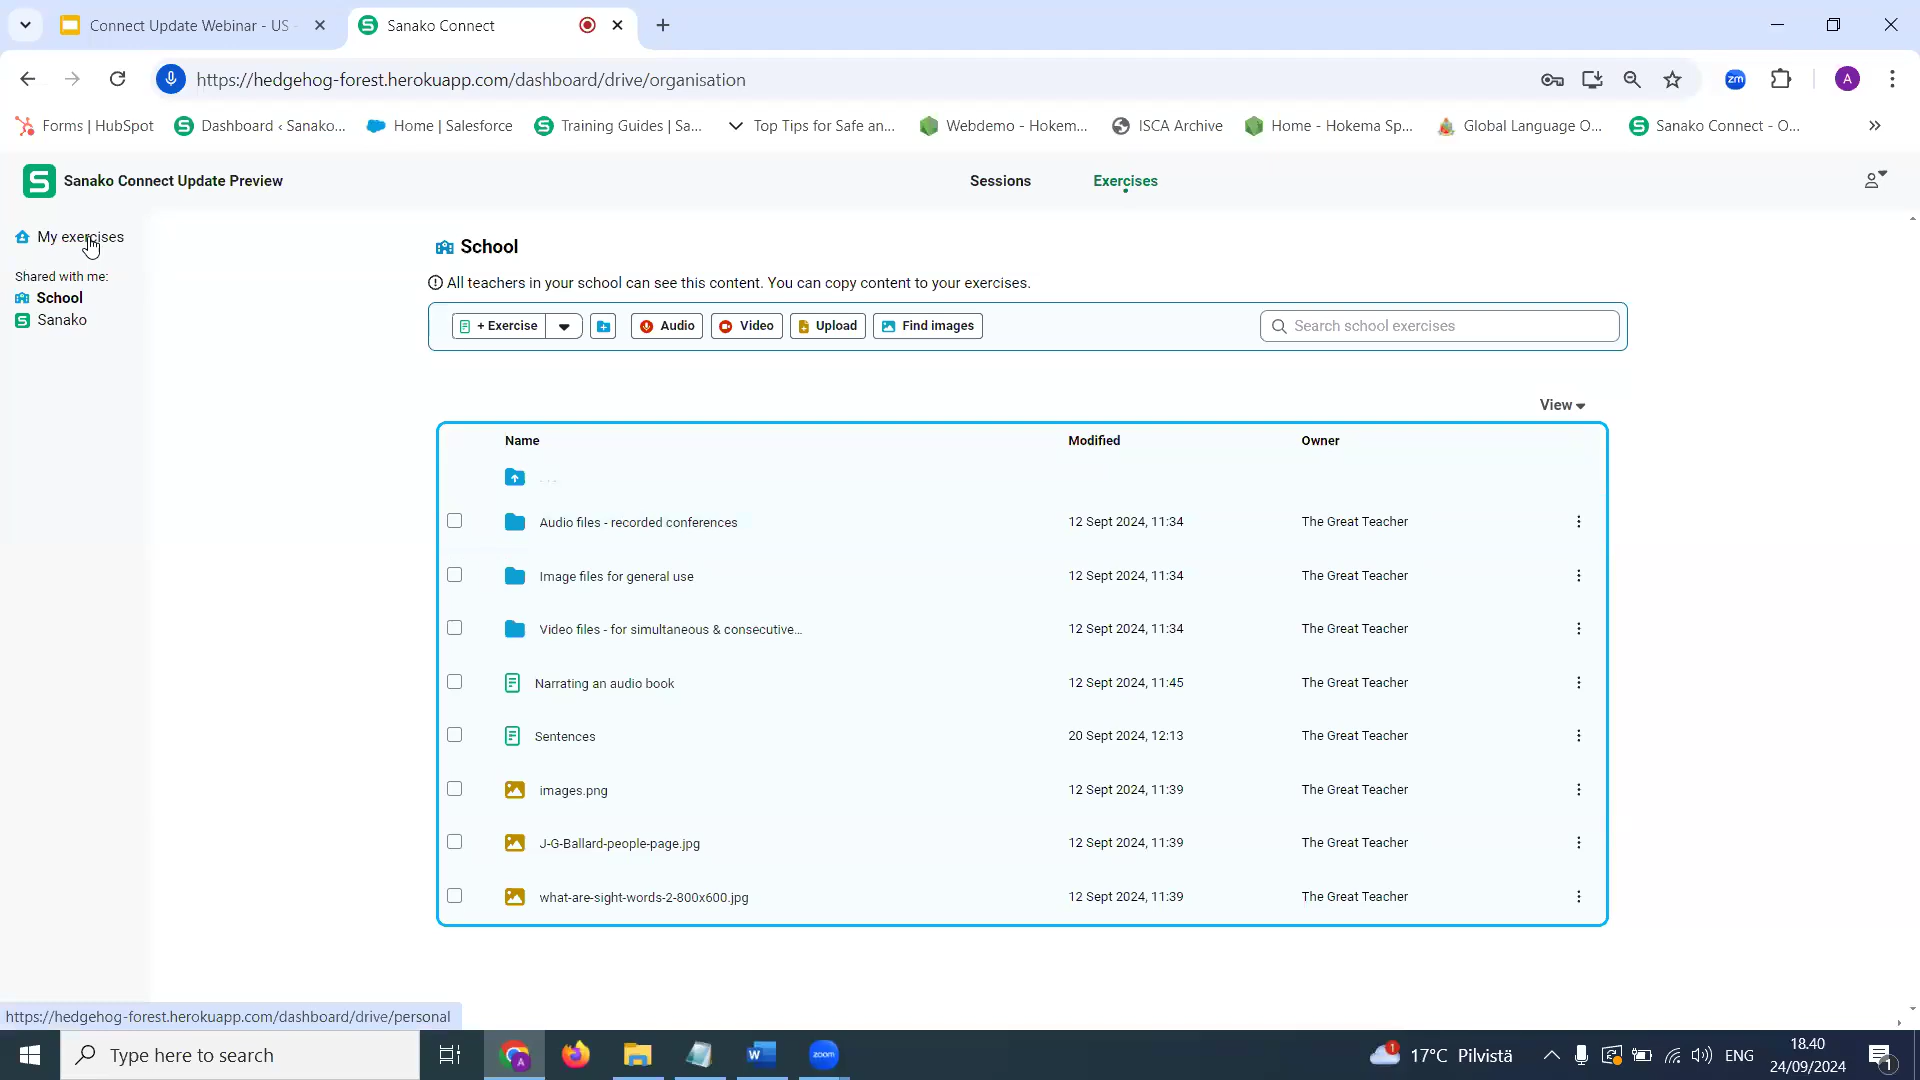 Connect Update Webinar - US -
Sanako Connect
https://hedgehog-forest.herokuapp.com/dashboard/drive/organisation
zm
A
Forms | HubSpot
Dashboard ‹ Sanako...
Home | Salesforce
Training Guides | Sa...
Top Tips for Safe an...
Webdemo - Hokem...
ISCA Archive
Home - Hokema Sp...
Global Language O...
Sanako Connect - O...
S Sanako Connect Update Preview
Sessions
Exercises
My exercises
Shared with me:
School
Sanako
School
All teachers in your school can see this content. You can copy content to your exercises.
+ Exercise
Audio
Video
Upload
Find images
Search school exercises
View
Name Modified Owner
...
Audio files - recorded conferences 12 Sept 2024, 11:34 The Great Teacher
Image files for general use 12 Sept 2024, 11:34 The Great Teacher
Video files - for simultaneous & consecutive... 12 Sept 2024, 11:34 The Great Teacher
Narrating an audio book 12 Sept 2024, 11:45 The Great Teacher
Sentences 20 Sept 2024, 12:13 The Great Teacher
images.png 12 Sept 2024, 11:39 The Great Teacher
J-G-Ballard-people-page.jpg 12 Sept 2024, 11:39 The Great Teacher
what-are-sight-words-2-800x600.jpg 12 Sept 2024, 11:39 The Great Teacher
https://hedgehog-forest.herokuapp.com/dashboard/drive/personal
Type here to search
A
W
zoom
1
17°C Pilvistä
ENG
18.40
24/09/2024
1